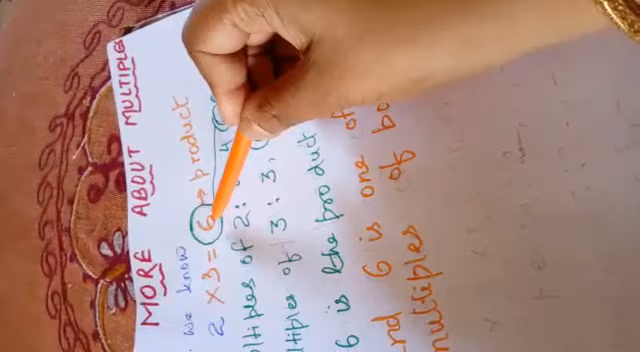 MORE ABOUT MULTIPLES
we know
2 x 3 = 6 → product
ltiples of 2: 4
ltiples of 3: 3,
6 is the product
nd 6 is one of
multiples of bo